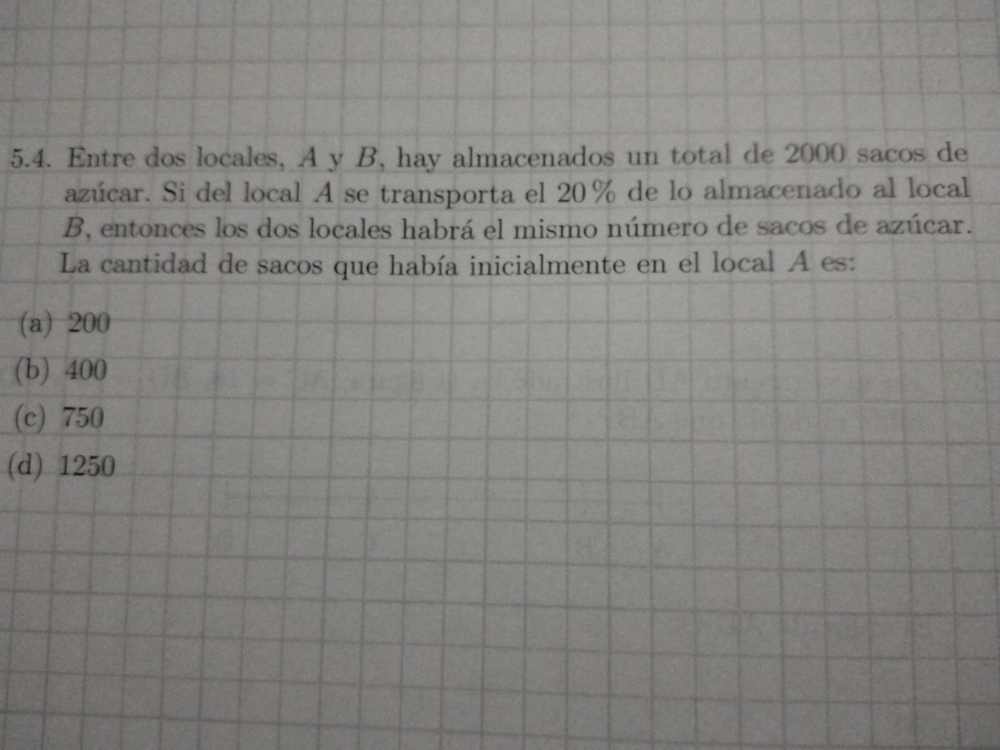 5.4. Entre dos locales, A y B, hay almacenados un total de 2000 sacos de
azúcar. Si del local A se transporta el 20 % de lo almacenado al local
B, entonces los dos locales habrá el mismo número de sacos de azúcar.
La cantidad de sacos que había inicialmente en el local A es:
(a) 200
(b) 400
(c) 750
(d) 1250